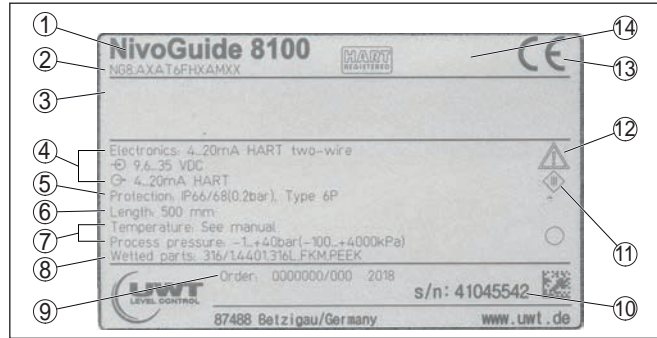 1 NivoGuide 8100 HART REGISTERED CE 14
2 NG8.AXAT6FHXAMXX 13
3
4 Electronics: 4...20mA HART two-wire 12
9,6...35 VDC
4...20mA HART
5 Protection: IP66/68(0,2bar), Type 6P
6 Length: 500 mm 11
7 Temperature: See manual
Process pressure: -1...+40bar(-100...+4000kPa)
8 Wetted parts: 316/1.4401,316L,FKM,PEEK
9 Order: 0000000/000 2018
UWT LEVEL CONTROL s/n: 41045542 10
87488 Betzigau/Germany www.uwt.de